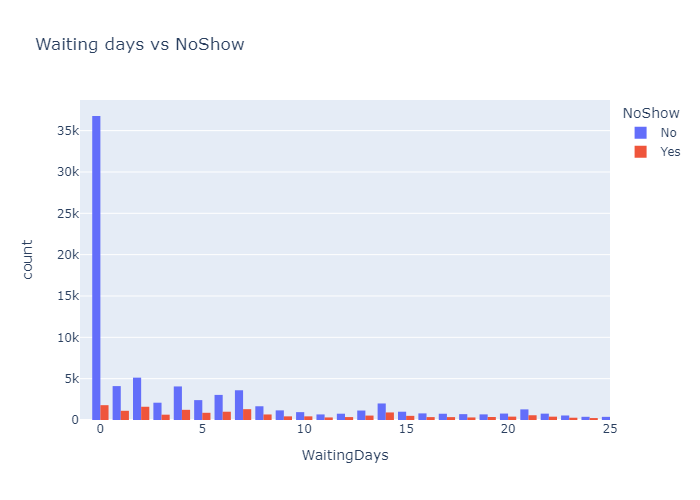 Waiting days vs NoShow
NoShow
No
Yes
35k
30k
25k
20k
15k
10k
5k
0
count
0 5 10 15 20 25
WaitingDays